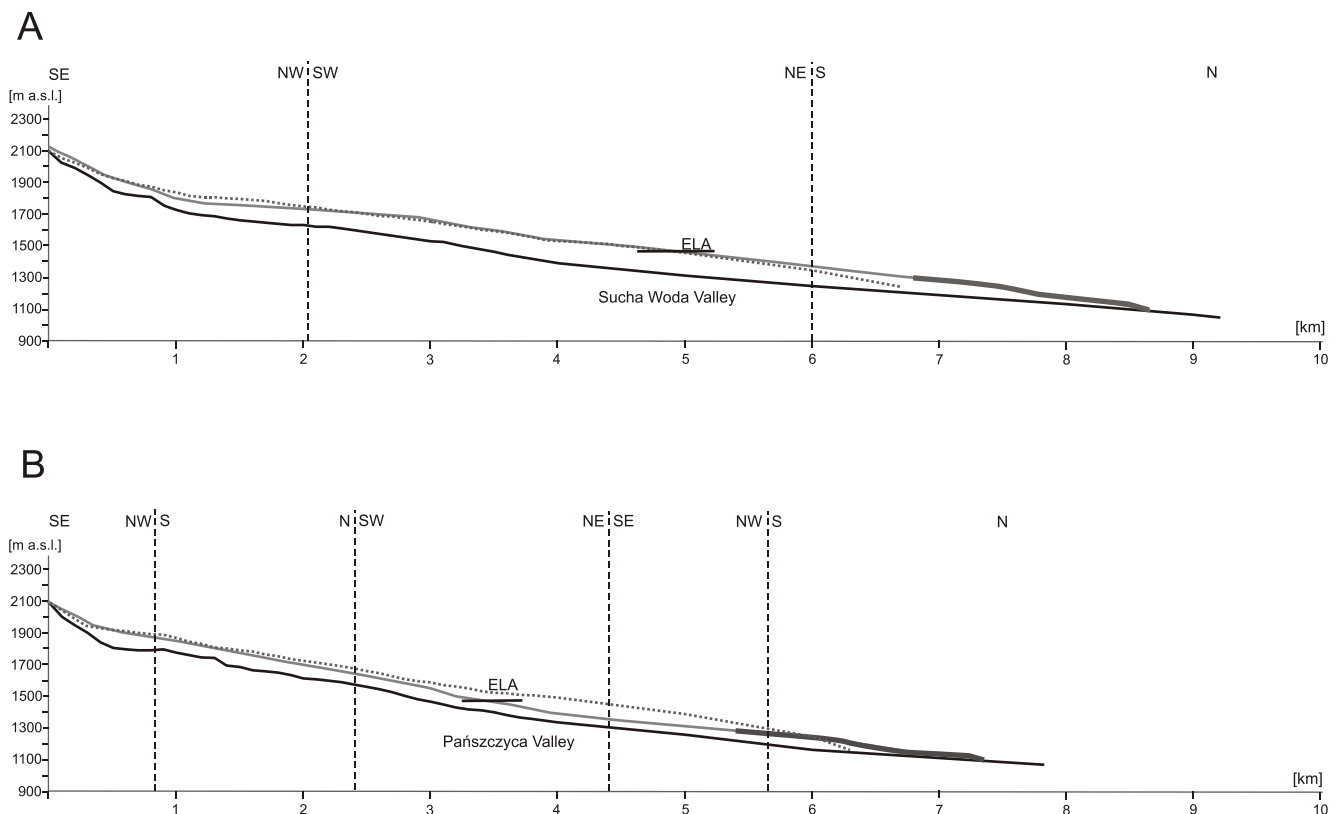 A
SE NW SW NE S N
[m a.s.l.]
2300
2100
1900
1700
1500
ELA
1300
Sucha Woda Valley
1100
[km]
900
1 2 3 4 5 6 7 8 9 10
B
SE NW S N SW NE SE NW S N
[m a.s.l.]
2300
2100
1900
1700
ELA
1500
1300
Pańszczyca Valley
1100
[km]
900
1 2 3 4 5 6 7 8 9 10